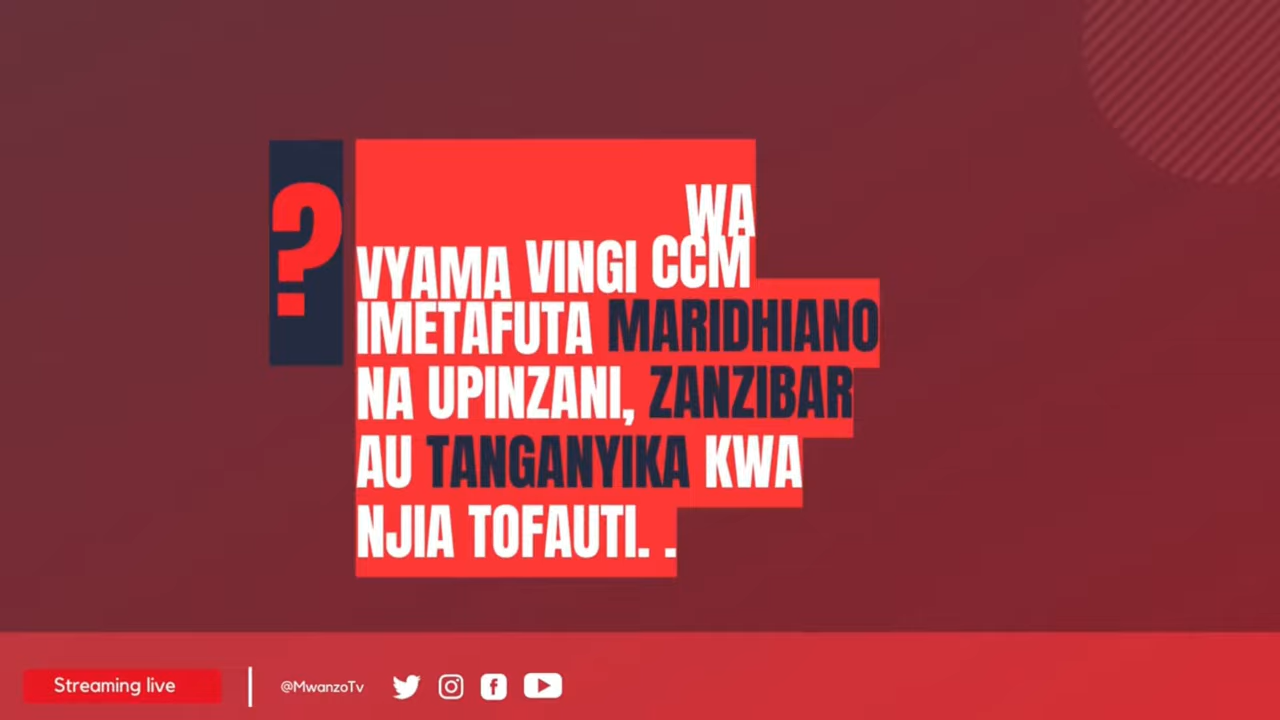 ?
WA
VYAMA VINGI CCM
IMETAFUTA MARIDHIANO
NA UPINZANI, ZANZIBAR
AU TANGANYIKA KWA
NJIA TOFAUTI. .
Streaming live
@MwanzoTv